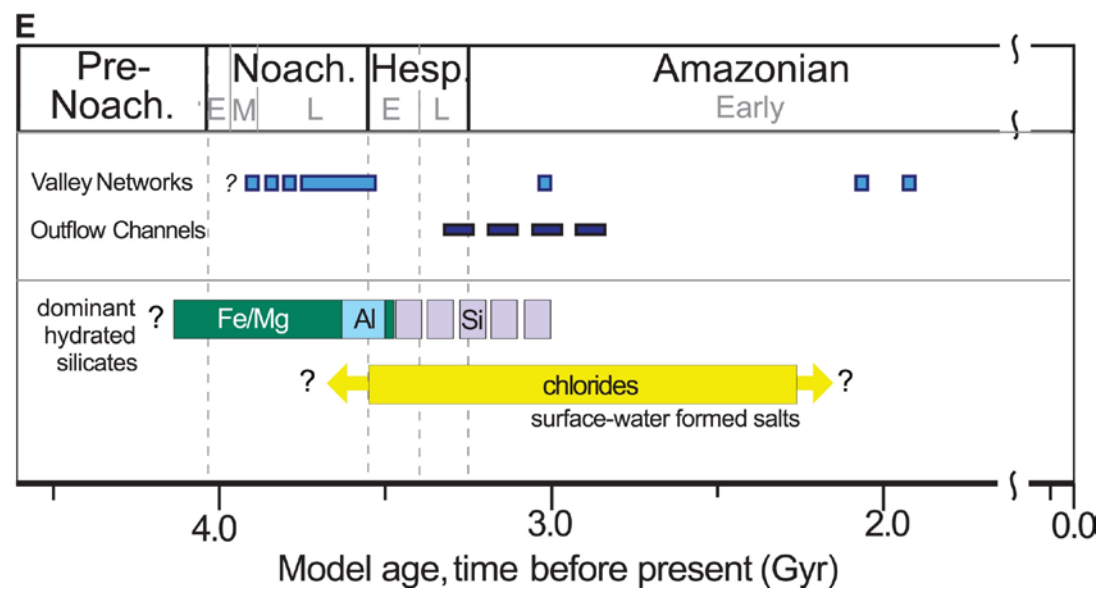 E
Pre-
Noach.
Noach.
Hesp.
Amazonian
E M L E L Early
Valley Networks ?
Outflow Channels
dominant
hydrated
silicates
? Fe/Mg Al Si
? chlorides ?
surface-water formed salts
4.0 3.0 2.0 0.0
Model age, time before present (Gyr)